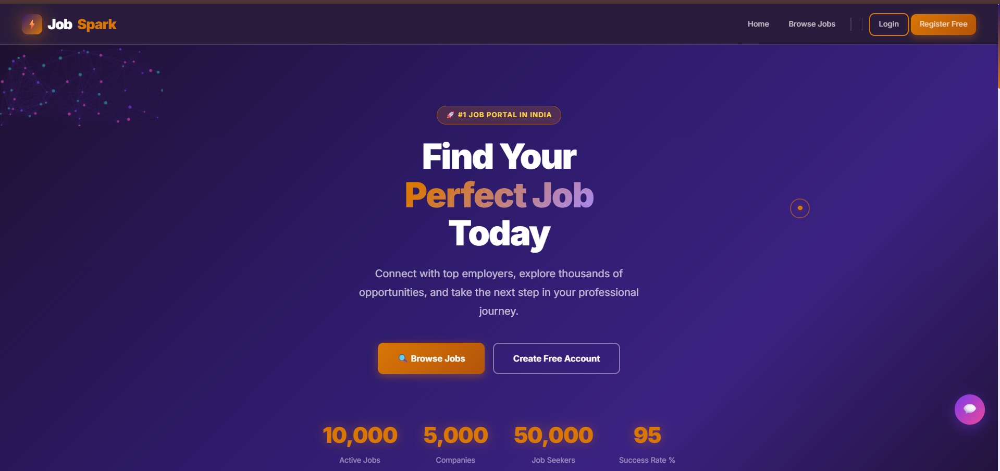 Job Spark
Home
Browse Jobs
Login
Register Free
#1 JOB PORTAL IN INDIA
Find Your
Perfect Job
Today
Connect with top employers, explore thousands of
opportunities, and take the next step in your professional
journey.
Browse Jobs
Create Free Account
10,000
Active Jobs
5,000
Companies
50,000
Job Seekers
95
Success Rate %